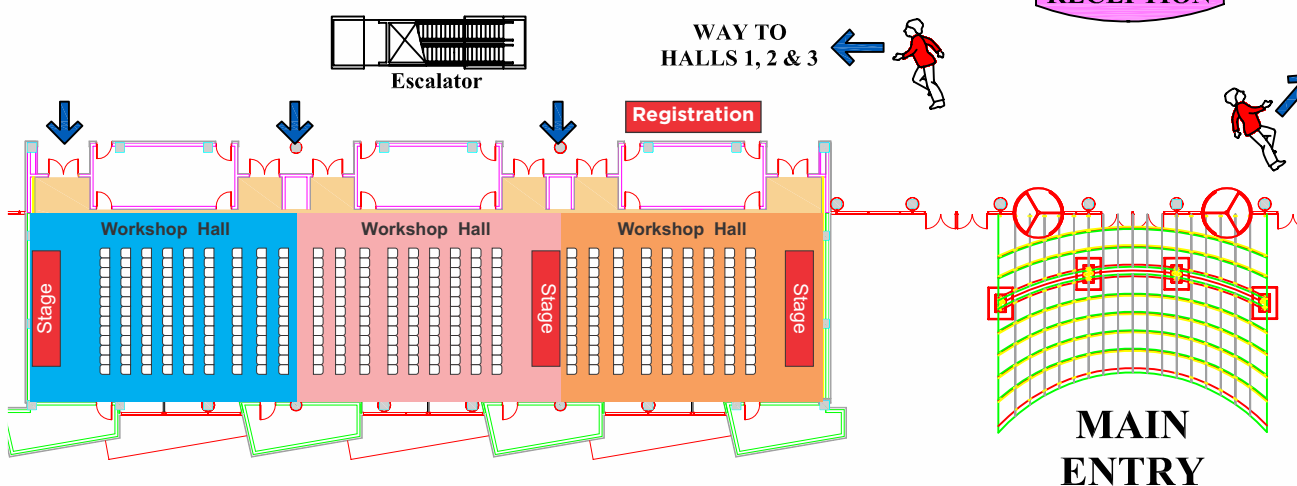 RECEPTION
WAY TO
HALLS 1, 2 & 3
Escalator
Registration
Workshop Hall
Workshop Hall
Workshop Hall
Stage
Stage
Stage
MAIN
ENTRY